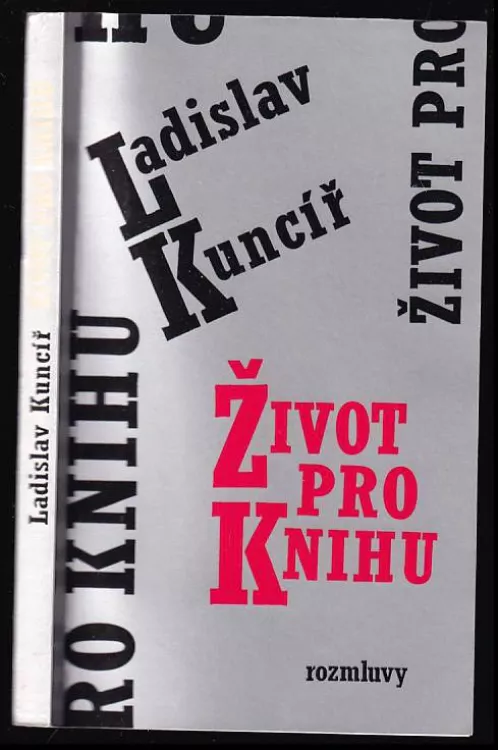 Ladislav
Kuncíř
ŽIVOT PRO
RO KNIHU
Ladislav Kuncíř
ŽIVOT
PRO
KNIHU
rozmluvy